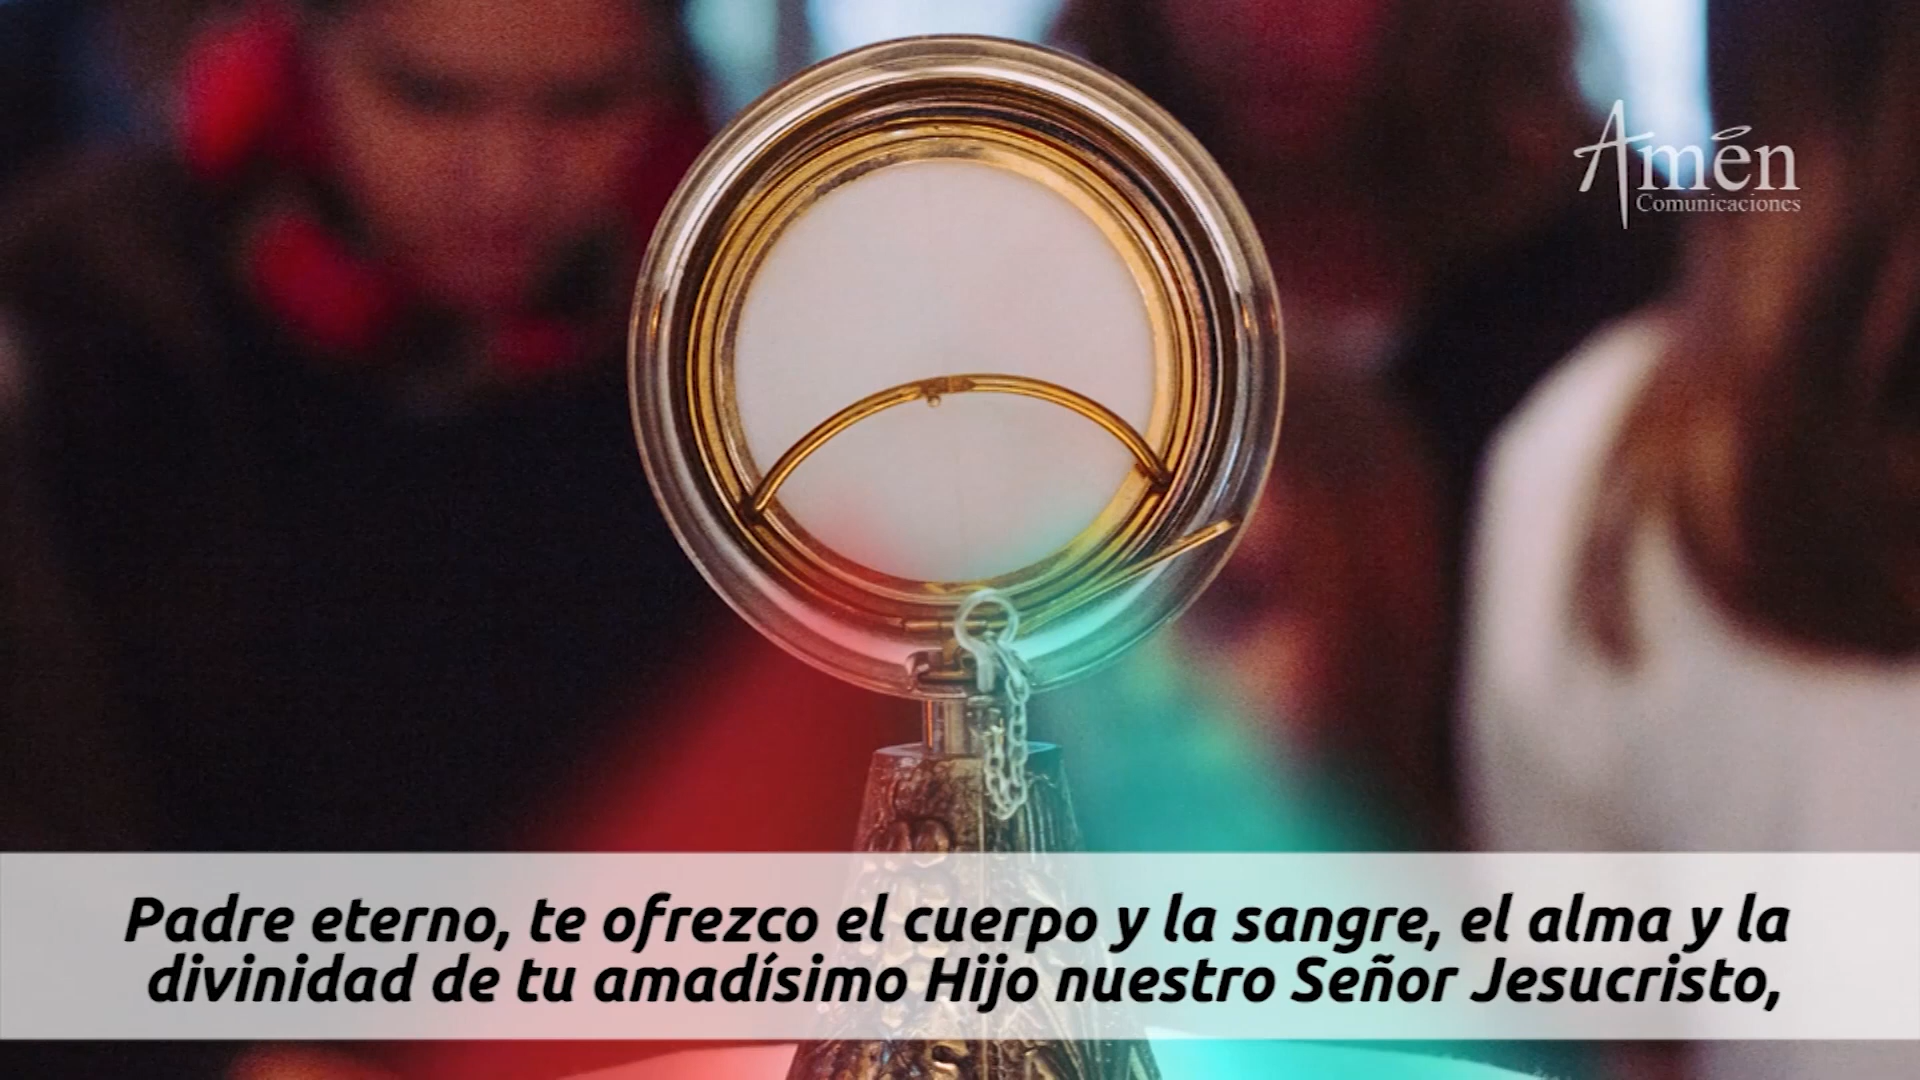 Amén
Comunicaciones
Padre eterno, te ofrezco el cuerpo y la sangre, el alma y la
divinidad de tu amadísimo Hijo nuestro Señor Jesucristo,